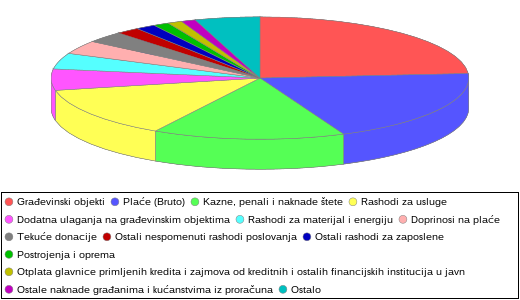 Građevinski objekti Plaće (Bruto) Kazne, penali i naknade štete Rashodi za usluge
Dodatna ulaganja na građevinskim objektima Rashodi za materijal i energiju Doprinosi na plaće
Tekuće donacije Ostali nespomenuti rashodi poslovanja Ostali rashodi za zaposlene
Postrojenja i oprema
Otplata glavnice primljenih kredita i zajmova od kreditnih i ostalih financijskih institucija u javn
Ostale naknade građanima i kućanstvima iz proračuna Ostalo